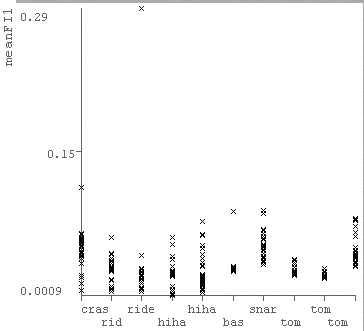 meanFI1
0.29
0.15
0.0009
cras ride hiha snar tom
rid hiha bas tom tom